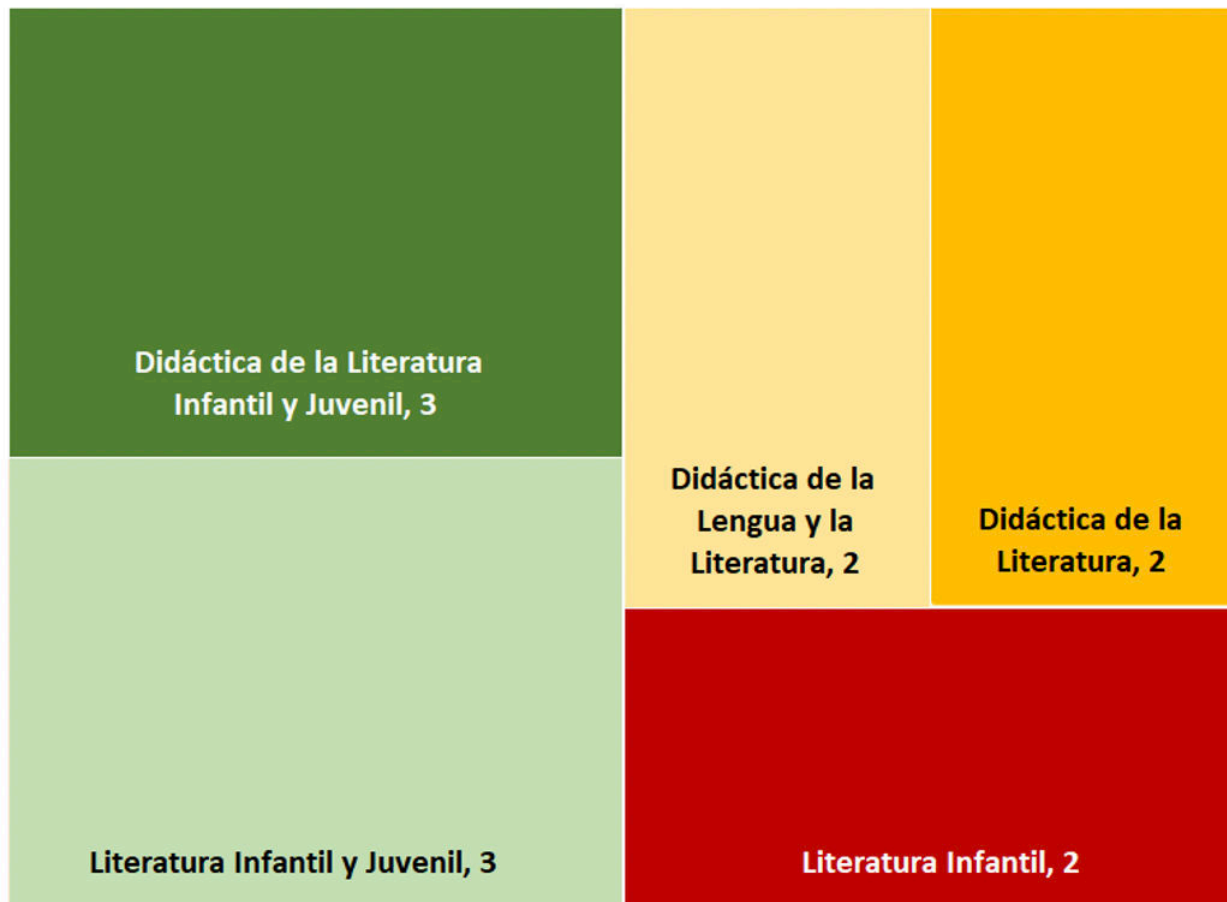 Didáctica de la Literatura
Infantil y Juvenil, 3
Literatura Infantil y Juvenil, 3
Didáctica de la
Lengua y la
Literatura, 2
Didáctica de la
Literatura, 2
Literatura Infantil, 2